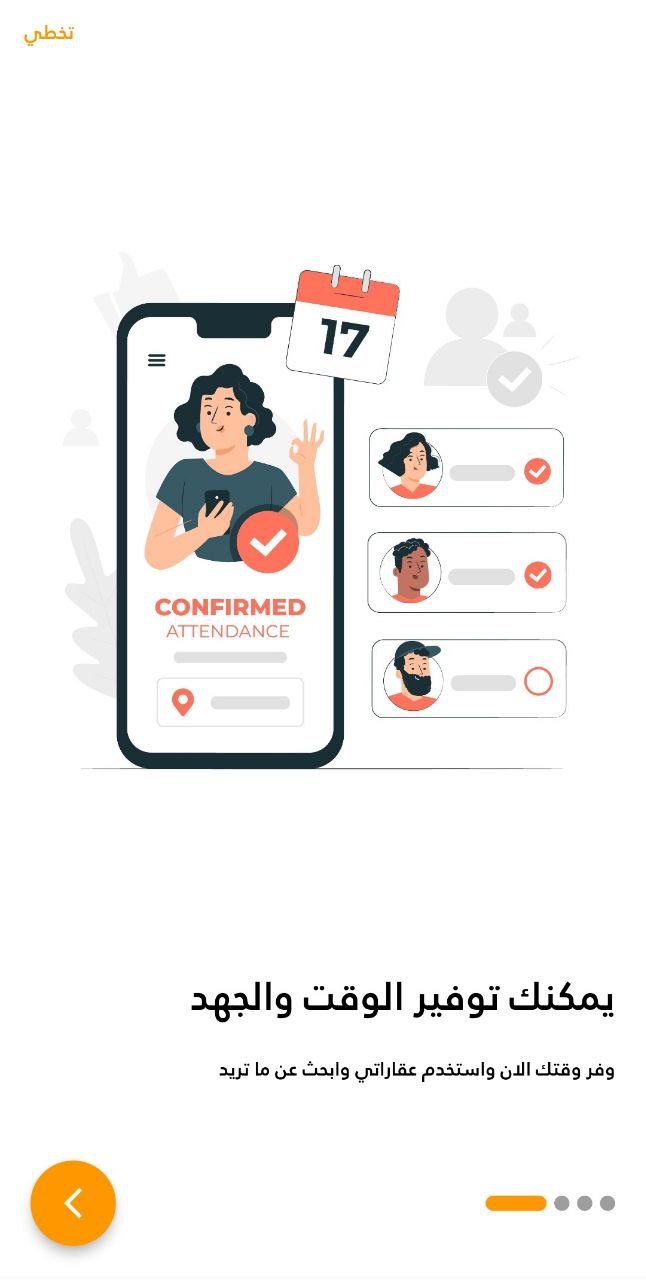 تخطي
17
CONFIRMED
ATTENDANCE
يمكنك توفير الوقت والجهد
وفر وقتك الان واستخدم عقاراتي وابحث عن ما تريد